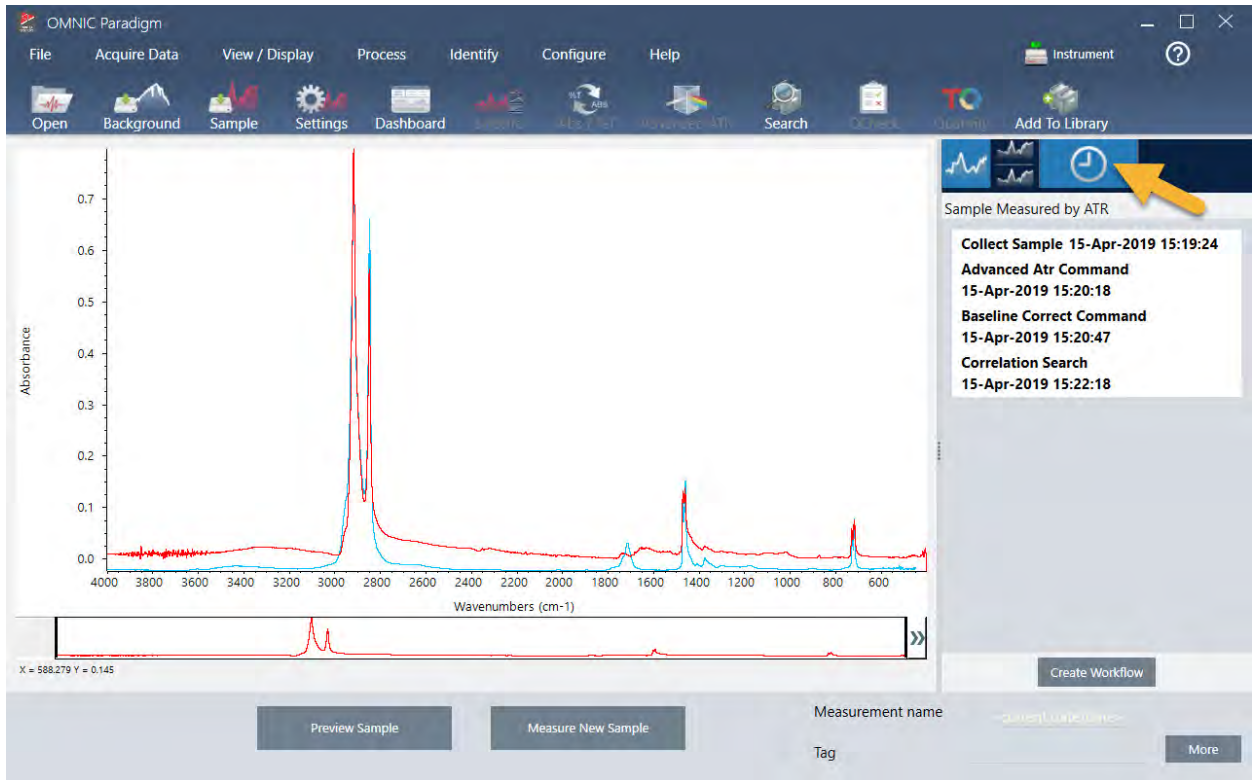 OMNIC Paradigm
File Acquire Data View / Display Process Identify Configure Help Instrument
Open Background Sample Settings Dashboard Search QCheck Quantify Add To Library
Sample Measured by ATR
Collect Sample 15-Apr-2019 15:19:24
Advanced Atr Command
15-Apr-2019 15:20:18
Baseline Correct Command
15-Apr-2019 15:20:47
Correlation Search
15-Apr-2019 15:22:18
Absorbance
0.7
0.6
0.5
0.4
0.3
0.2
0.1
0.0
4000 3800 3600 3400 3200 3000 2800 2600 2400 2200 2000 1800 1600 1400 1200 1000 800 600
Wavenumbers (cm-1)
X = 588.279 Y = 0.145
Create Workflow
Preview Sample
Measure New Sample
Measurement name
Tag
More